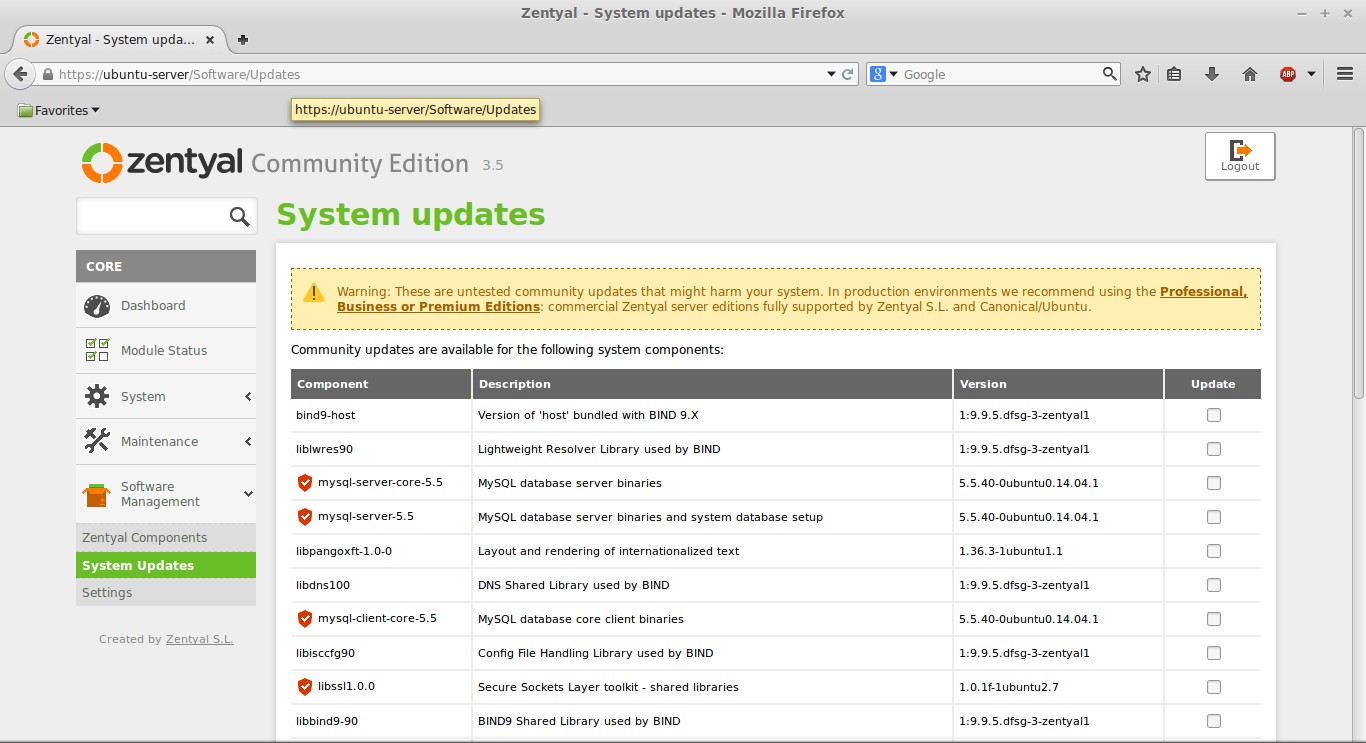 Zentyal - System updates - Mozilla Firefox
Zentyal - System upda...
https://ubuntu-server/Software/Updates
8
Google
ABP
Favorites
https://ubuntu-server/Software/Updates
zentyal Community Edition 3.5
Logout
System updates
CORE
Dashboard
Module Status
System
Maintenance
Software
Management
Zentyal Components
System Updates
Settings
Created by Zentyal S.L.
Warning: These are untested community updates that might harm your system. In production environments we recommend using the Professional,
Business or Premium Editions: commercial Zentyal server editions fully supported by Zentyal S.L. and Canonical/Ubuntu.
Community updates are available for the following system components:
Component Description Version Update
bind9-host Version of 'host' bundled with BIND 9.X 1:9.9.5.dfsg-3-zentyal1
liblwres90 Lightweight Resolver Library used by BIND 1:9.9.5.dfsg-3-zentyal1
mysql-server-core-5.5 MySQL database server binaries 5.5.40-0ubuntu0.14.04.1
mysql-server-5.5 MySQL database server binaries and system database setup 5.5.40-0ubuntu0.14.04.1
libpangoxft-1.0-0 Layout and rendering of internationalized text 1.36.3-1ubuntu1.1
libdns100 DNS Shared Library used by BIND 1:9.9.5.dfsg-3-zentyal1
mysql-client-core-5.5 MySQL database core client binaries 5.5.40-0ubuntu0.14.04.1
libisccfg90 Config File Handling Library used by BIND 1:9.9.5.dfsg-3-zentyal1
libssl1.0.0 Secure Sockets Layer toolkit - shared libraries 1.0.1f-1ubuntu2.7
libbind9-90 BIND9 Shared Library used by BIND 1:9.9.5.dfsg-3-zentyal1